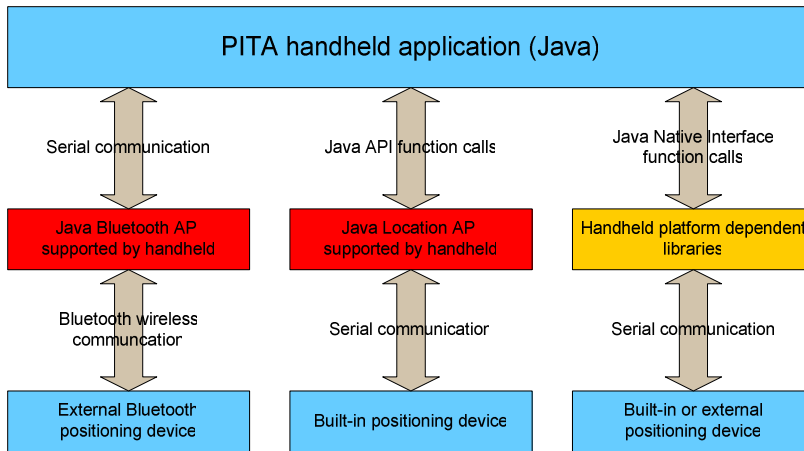 PITA handheld application (Java)
Serial communication
Java API function calls
Java Native Interface
function calls
Java Bluetooth AP
supported by handheld
Java Location AP
supported by handheld
Handheld platform dependent
libraries
Bluetooth wireless
communcation
Serial communication
Serial communication
External Bluetooth
positioning device
Built-in positioning device
Built-in or external
positioning device